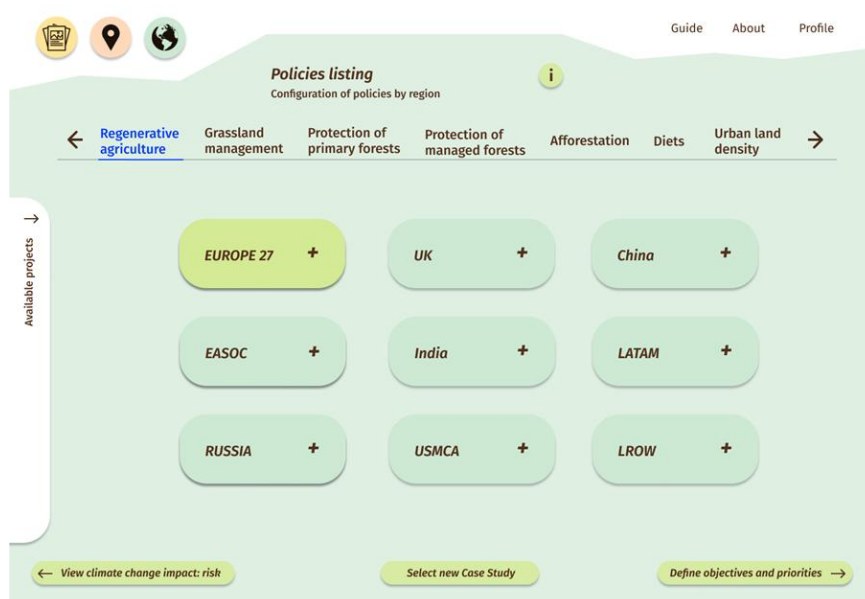 Guide About Profile
Policies listing
i
Configuration of policies by region
Regenerative agriculture
Grassland management
Protection of primary forests
Protection of managed forests
Afforestation
Diets
Urban land density
Available projects
EUROPE 27 +
UK +
China +
EASOC +
India +
LATAM +
RUSSIA +
USMCA +
LROW +
← View climate change impact: risk
Select new Case Study
Define objectives and priorities →